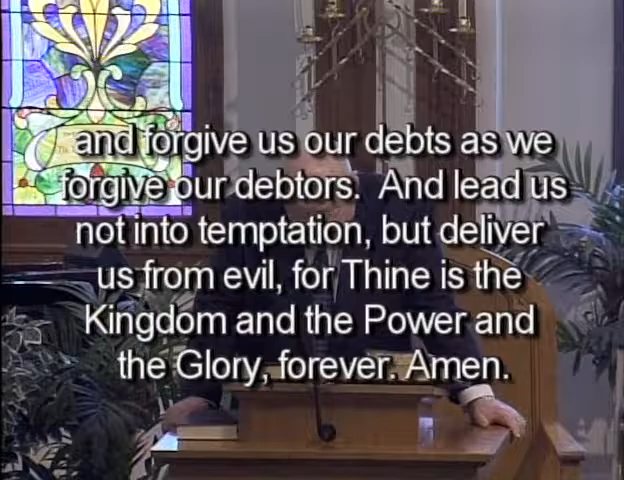 and forgive us our debts as we
forgive our debtors. And lead us
not into temptation, but deliver
us from evil, for Thine is the
Kingdom and the Power and
the Glory, forever. Amen.